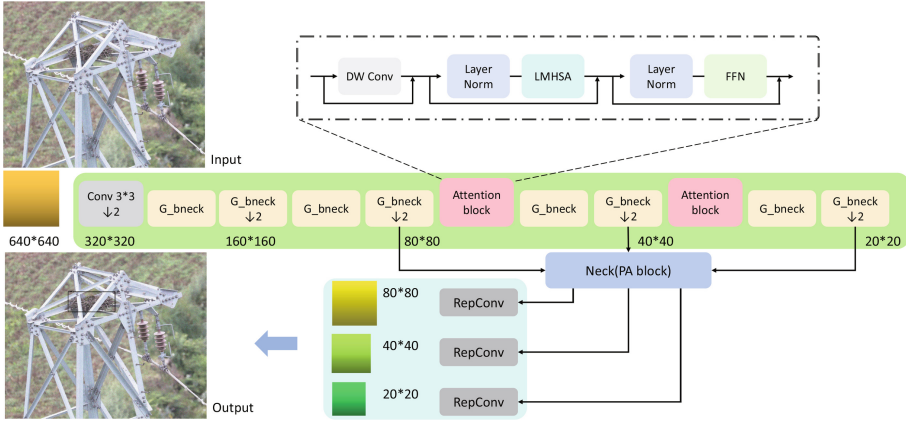 DW Conv
Layer
Norm
LMHSA
Layer
Norm
FFN
Input
Conv 3*3
↓2
G_bneck
G_bneck
↓2
G_bneck
G_bneck
↓2
Attention
block
G_bneck
G_bneck
↓2
Attention
block
G_bneck
G_bneck
↓2
640*640
320*320
160*160
80*80
40*40
20*20
Neck(PA block)
80*80
RepConv
40*40
RepConv
20*20
RepConv
Output